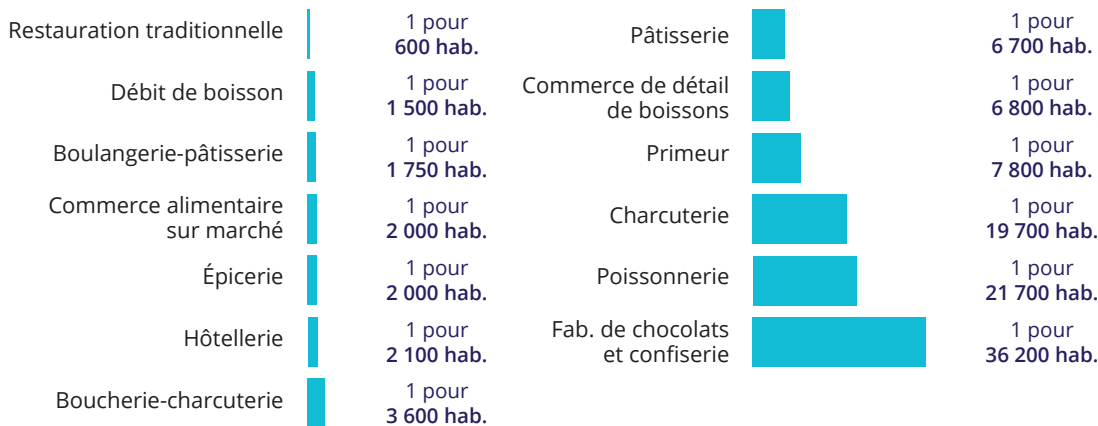 Restauration traditionnelle
1 pour
600 hab.
Débit de boisson
1 pour
1 500 hab.
Boulangerie-pâtisserie
1 pour
1 750 hab.
Commerce alimentaire
sur marché
1 pour
2 000 hab.
Épicerie
1 pour
2 000 hab.
Hôtellerie
1 pour
2 100 hab.
Boucherie-charcuterie
1 pour
3 600 hab.
Pâtisserie
1 pour
6 700 hab.
Commerce de détail
de boissons
1 pour
6 800 hab.
Primeur
1 pour
7 800 hab.
Charcuterie
1 pour
19 700 hab.
Poissonnerie
1 pour
21 700 hab.
Fab. de chocolats
et confiserie
1 pour
36 200 hab.